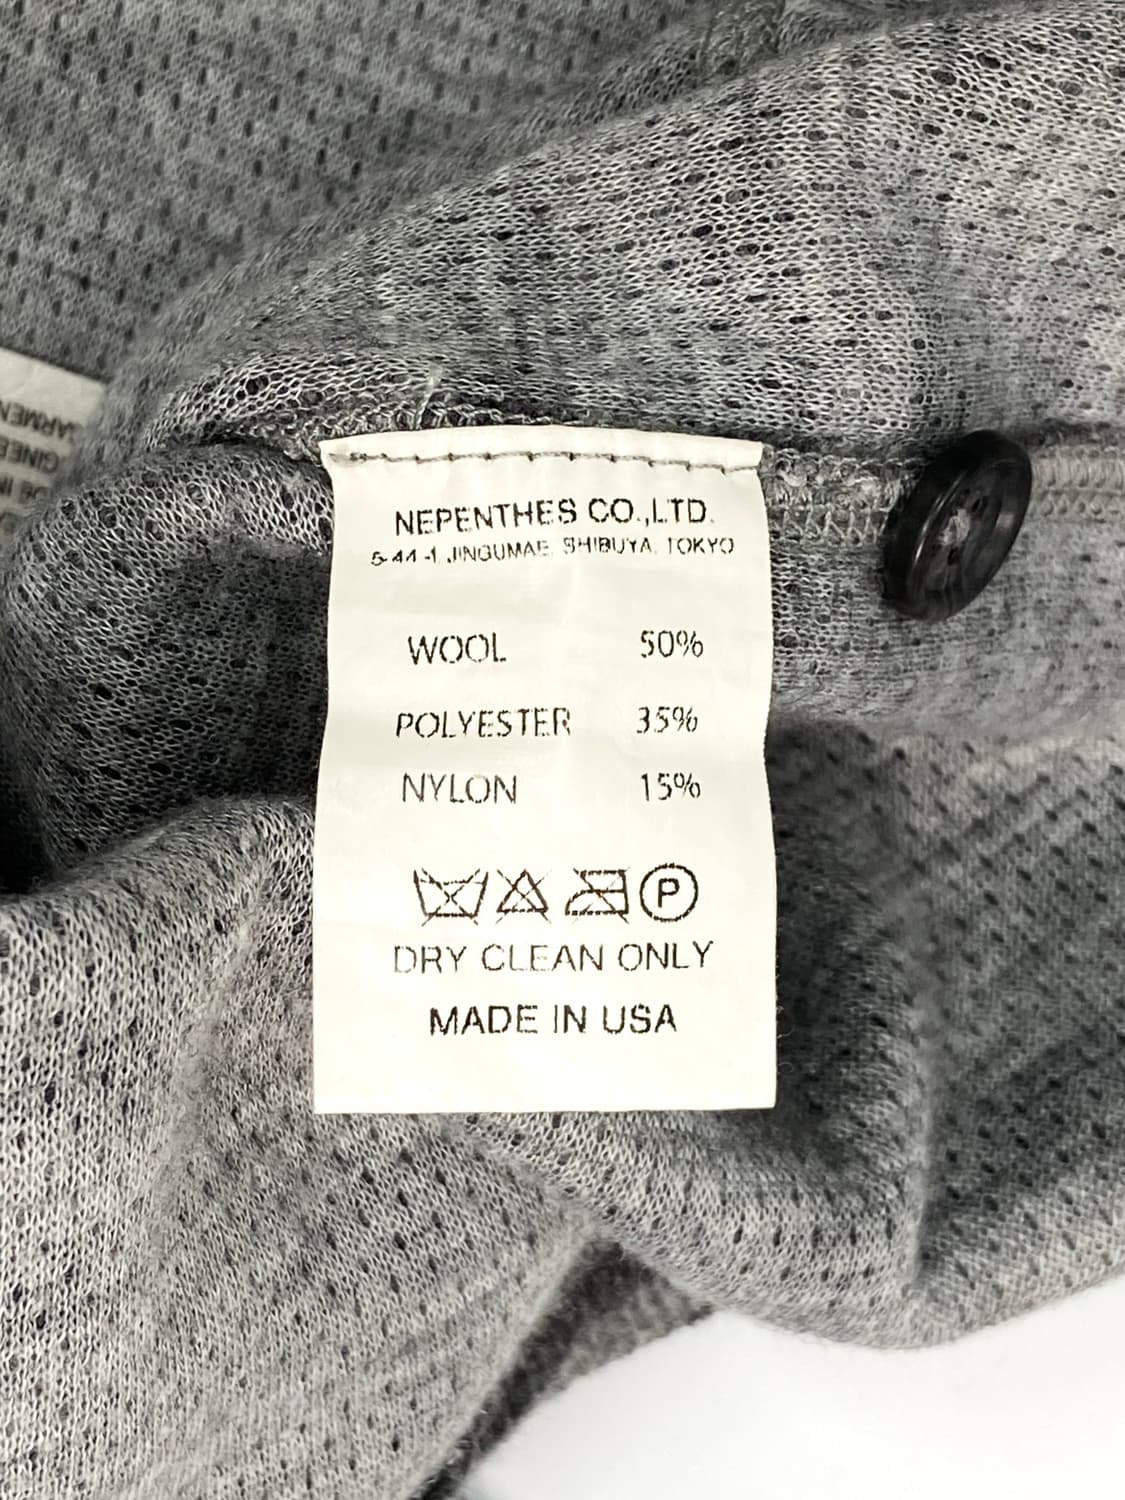 NEPENTHES CO.,LTD.
5-44-1, JINGUMAE, SHIBUYA, TOKYO
WOOL 50%
POLYESTER 35%
NYLON 15%
P
DRY CLEAN ONLY
MADE IN USA